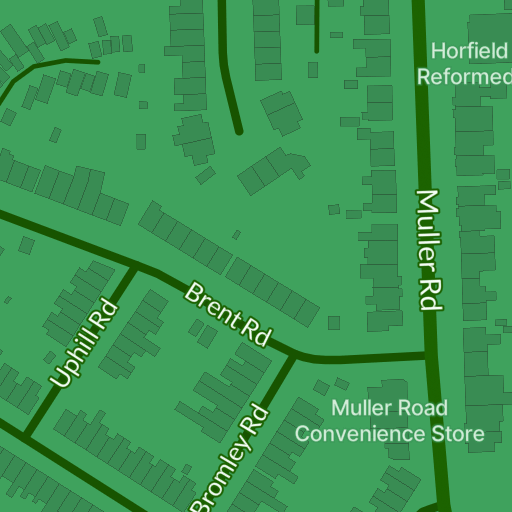 Horfield
Reformed
Muller Rd
Brent Rd
Uphill Rd
Muller Road
Convenience Store
Bromley Rd